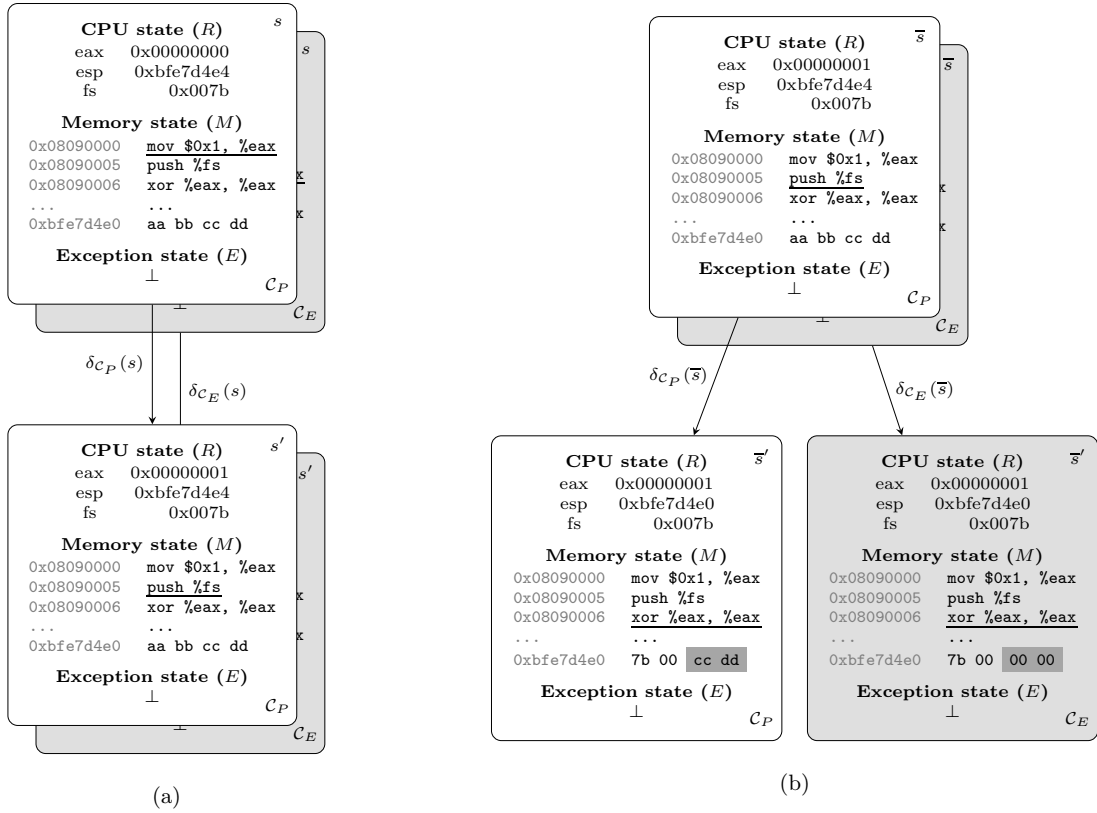 s
CPU state (R)
eax 0x00000000
esp 0xbfe7d4e4
fs 0x007b
Memory state (M)
0x08090000 mov $0x1, %eax
0x08090005 push %fs
0x08090006 xor %eax, %eax
... ...
0xbfe7d4e0 aa bb cc dd
Exception state (E)
⊥
C_P
s
x
x
⊥
C_E
δ_{C_P}(s)
δ_{C_E}(s)
s′
CPU state (R)
eax 0x00000001
esp 0xbfe7d4e4
fs 0x007b
Memory state (M)
0x08090000 mov $0x1, %eax
0x08090005 push %fs
0x08090006 xor %eax, %eax
... ...
0xbfe7d4e0 aa bb cc dd
Exception state (E)
⊥
C_P
s′
x
x
⊥
C_E
(a)
s̅
CPU state (R)
eax 0x00000001
esp 0xbfe7d4e4
fs 0x007b
Memory state (M)
0x08090000 mov $0x1, %eax
0x08090005 push %fs
0x08090006 xor %eax, %eax
... ...
0xbfe7d4e0 aa bb cc dd
Exception state (E)
⊥
C_P
s̅
x
x
⊥
C_E
δ_{C_P}(s̅)
δ_{C_E}(s̅)
s̅′
CPU state (R)
eax 0x00000001
esp 0xbfe7d4e0
fs 0x007b
Memory state (M)
0x08090000 mov $0x1, %eax
0x08090005 push %fs
0x08090006 xor %eax, %eax
... ...
0xbfe7d4e0 7b 00 cc dd
Exception state (E)
⊥
C_P
s̅′
CPU state (R)
eax 0x00000001
esp 0xbfe7d4e0
fs 0x007b
Memory state (M)
0x08090000 mov $0x1, %eax
0x08090005 push %fs
0x08090006 xor %eax, %eax
... ...
0xbfe7d4e0 7b 00 00 00
Exception state (E)
⊥
C_E
(b)